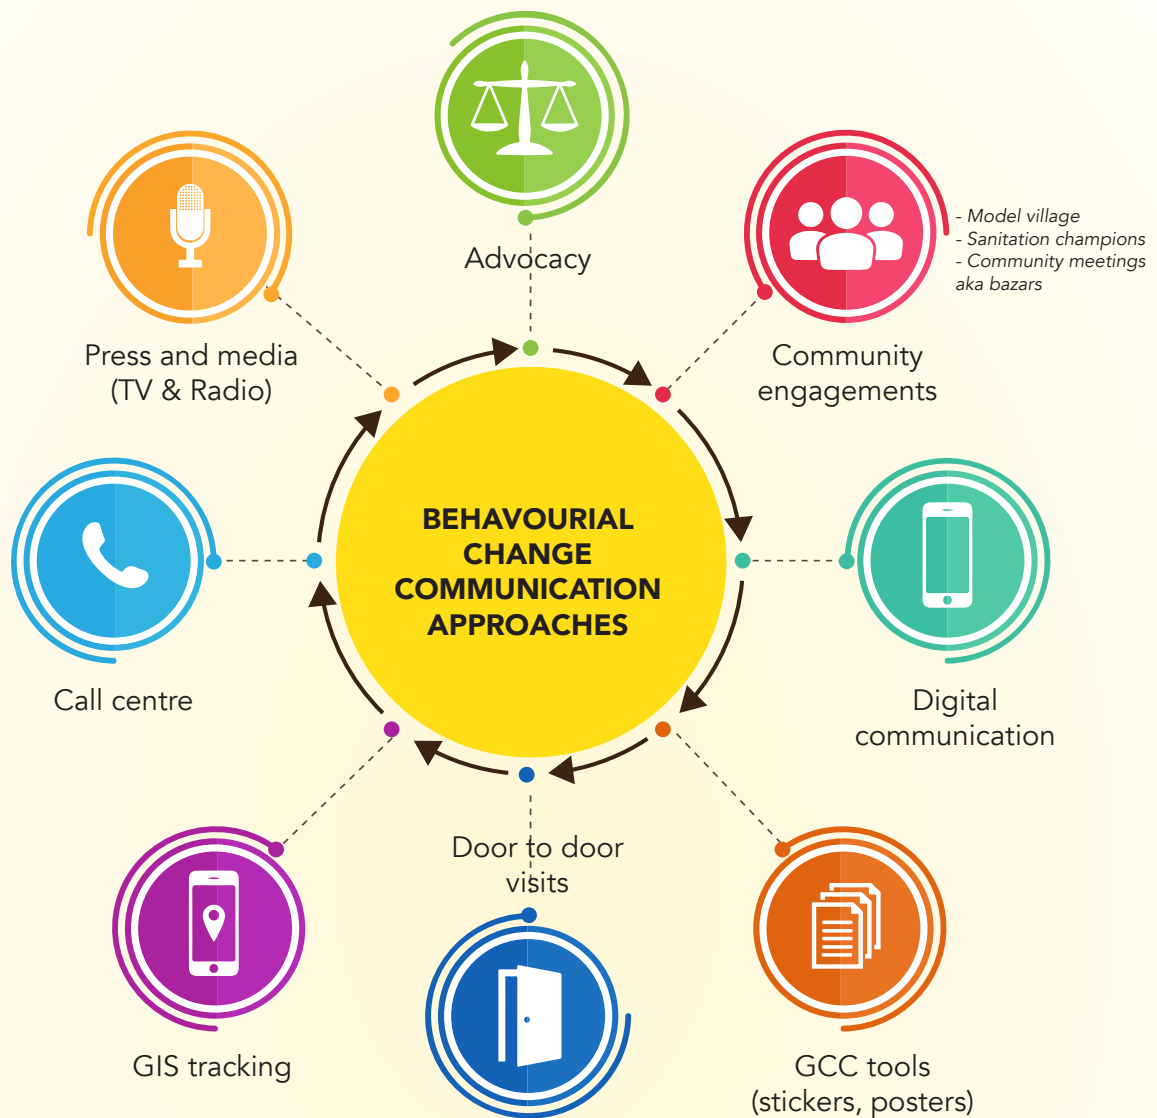 Advocacy
- Model village
- Sanitation champions
- Community meetings
aka bazars
Press and media
(TV & Radio)
Community
engagements
BEHAVOURIAL
CHANGE
COMMUNICATION
APPROACHES
Call centre
Digital
communication
Door to door
visits
GIS tracking
GCC tools
(stickers, posters)